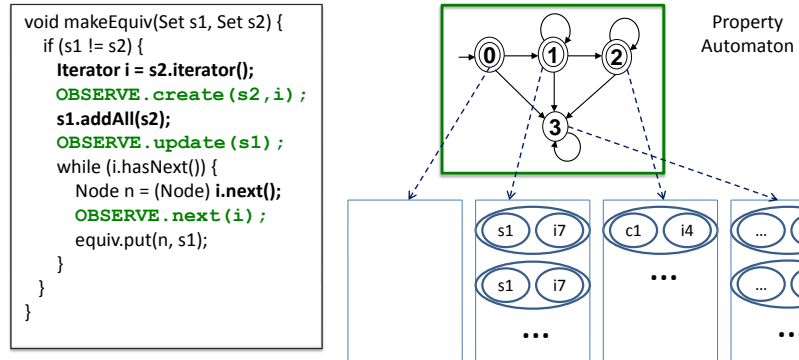 void makeEquiv(Set s1, Set s2) {
if (s1 != s2) {
Iterator i = s2.iterator();
OBSERVE.create(s2,i);
s1.addAll(s2);
OBSERVE.update(s1);
while (i.hasNext()) {
Node n = (Node) i.next();
OBSERVE.next(i);
equiv.put(n, s1);
}
}
}
Property
Automaton
0 1 2
3
s1 i7 c1 i4 ...
s1 i7 ... ...
... ...